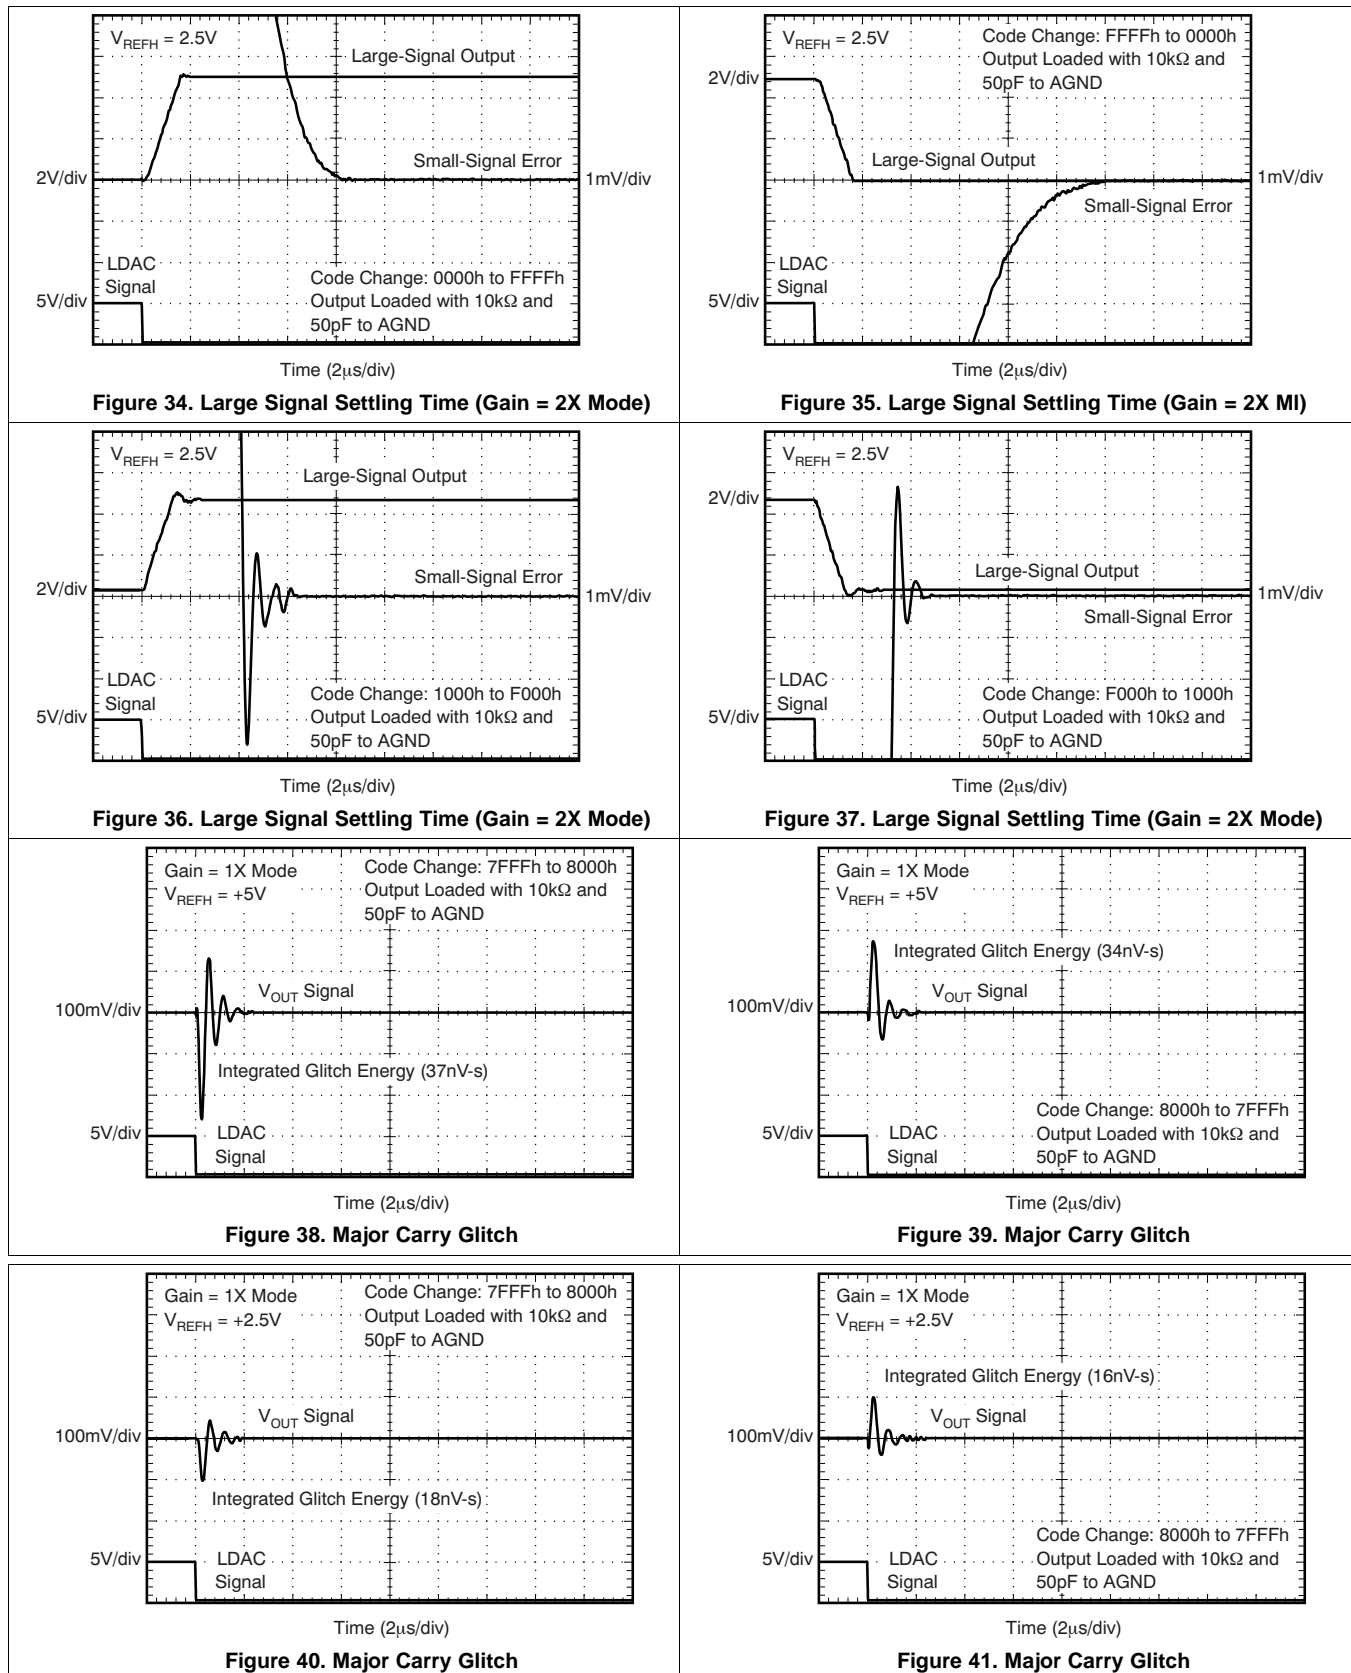 V_REFH = 2.5V
Large-Signal Output
2V/div
Small-Signal Error
1mV/div
LDAC
Signal
5V/div
Code Change: 0000h to FFFFh
Output Loaded with 10kΩ and
50pF to AGND
Time (2μs/div)
Figure 34. Large Signal Settling Time (Gain = 2X Mode)
V_REFH = 2.5V
Code Change: FFFFh to 0000h
Output Loaded with 10kΩ and
50pF to AGND
2V/div
Large-Signal Output
1mV/div
Small-Signal Error
LDAC
Signal
5V/div
Time (2μs/div)
Figure 35. Large Signal Settling Time (Gain = 2X MI)
V_REFH = 2.5V
Large-Signal Output
2V/div
Small-Signal Error
1mV/div
LDAC
Signal
5V/div
Code Change: 1000h to F000h
Output Loaded with 10kΩ and
50pF to AGND
Time (2μs/div)
Figure 36. Large Signal Settling Time (Gain = 2X Mode)
V_REFH = 2.5V
2V/div
Large-Signal Output
1mV/div
Small-Signal Error
LDAC
Signal
5V/div
Code Change: F000h to 1000h
Output Loaded with 10kΩ and
50pF to AGND
Time (2μs/div)
Figure 37. Large Signal Settling Time (Gain = 2X Mode)
Gain = 1X Mode
V_REFH = +5V
Code Change: 7FFFh to 8000h
Output Loaded with 10kΩ and
50pF to AGND
V_OUT Signal
100mV/div
Integrated Glitch Energy (37nV-s)
5V/div
LDAC
Signal
Time (2μs/div)
Figure 38. Major Carry Glitch
Gain = 1X Mode
V_REFH = +5V
Integrated Glitch Energy (34nV-s)
V_OUT Signal
100mV/div
5V/div
LDAC
Signal
Code Change: 8000h to 7FFFh
Output Loaded with 10kΩ and
50pF to AGND
Time (2μs/div)
Figure 39. Major Carry Glitch
Gain = 1X Mode
V_REFH = +2.5V
Code Change: 7FFFh to 8000h
Output Loaded with 10kΩ and
50pF to AGND
V_OUT Signal
100mV/div
Integrated Glitch Energy (18nV-s)
5V/div
LDAC
Signal
Time (2μs/div)
Figure 40. Major Carry Glitch
Gain = 1X Mode
V_REFH = +2.5V
Integrated Glitch Energy (16nV-s)
V_OUT Signal
100mV/div
5V/div
LDAC
Signal
Code Change: 8000h to 7FFFh
Output Loaded with 10kΩ and
50pF to AGND
Time (2μs/div)
Figure 41. Major Carry Glitch